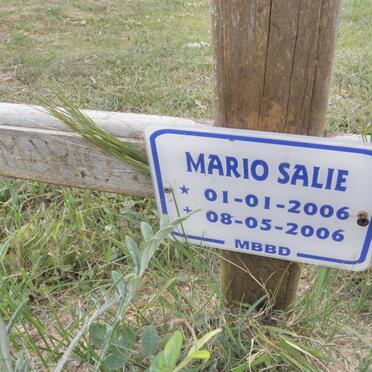 MARIO SALIE
★ 01-01-2006
+ 08-05-2006
MBBD